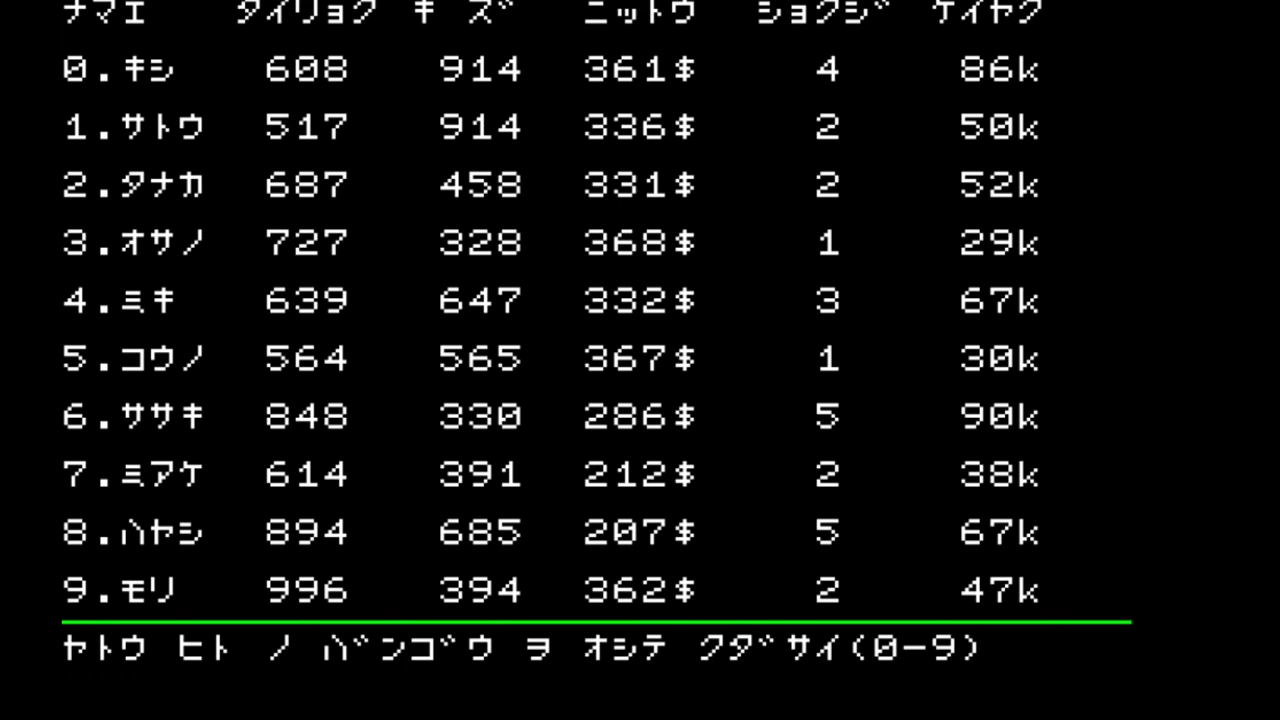 ナマエ タイリョク キズ ニットウ ショクジ ケイヤク
0.キシ 608 914 361$ 4 86k
1.サトウ 517 914 336$ 2 50k
2.タナカ 687 458 331$ 2 52k
3.オサノ 727 328 368$ 1 29k
4.ミキ 639 647 332$ 3 67k
5.コウノ 564 565 367$ 1 30k
6.ササキ 848 330 286$ 5 90k
7.ミアケ 614 391 212$ 2 38k
8.ハヤシ 894 685 207$ 5 67k
9.モリ 996 394 362$ 2 47k
ヤトウ ヒト ノ バンゴウ ヲ オシテ クダサイ(0-9)